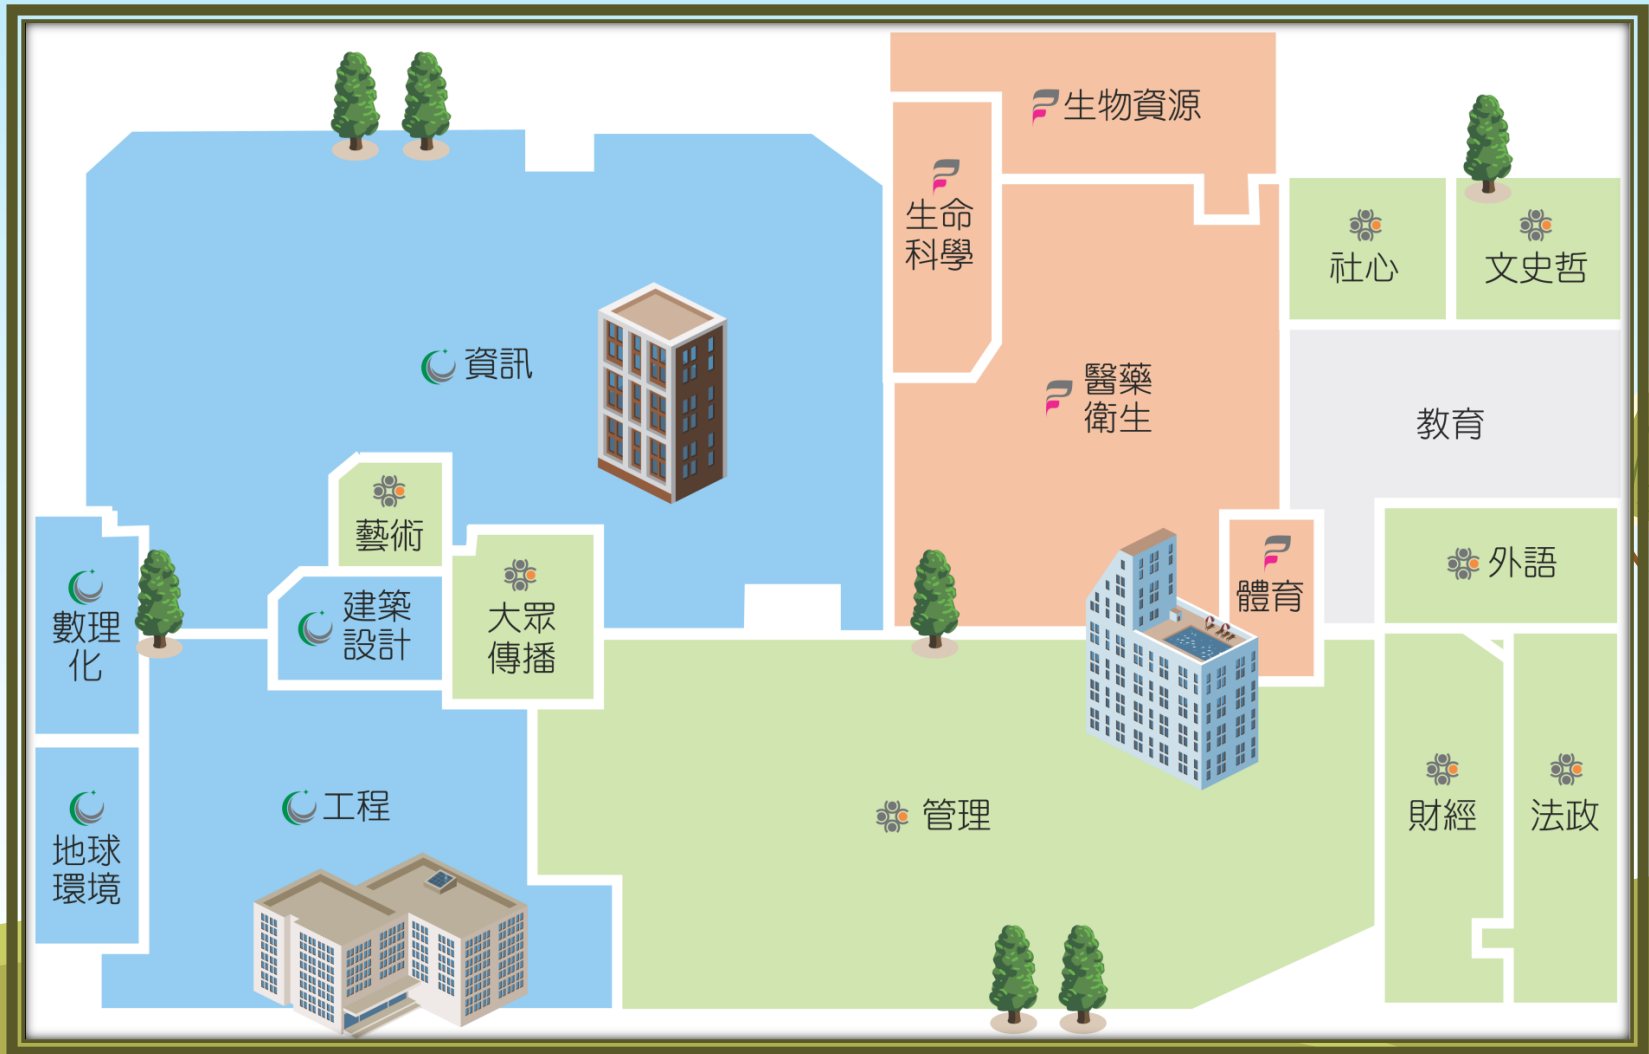 生物資源
生命
科學
社心
文史哲
資訊
醫藥
衛生
教育
藝術
外語
數理
化
建築
設計
大眾
傳播
體育
工程
管理
財經
法政
地球
環境